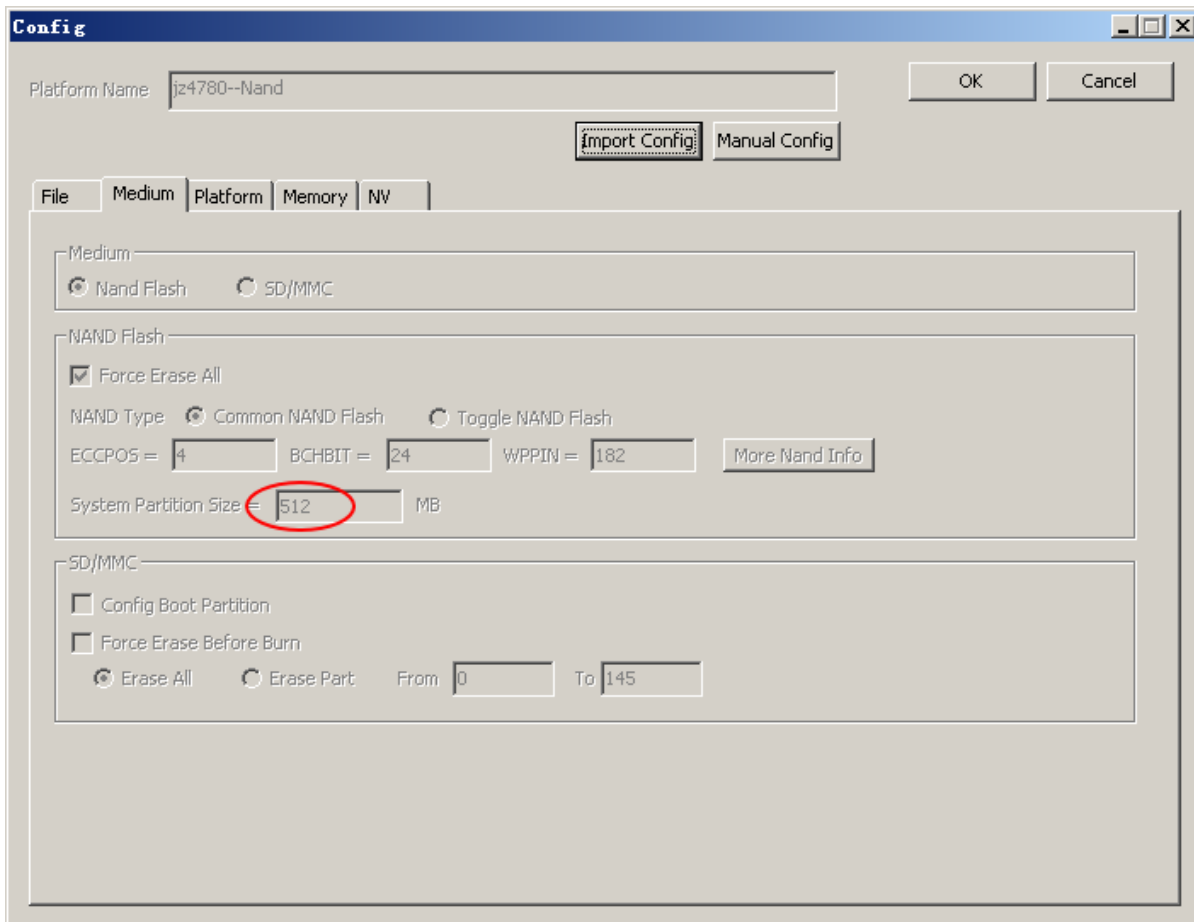 Config
Platform Name jz4780--Nand OK Cancel
Import Config Manual Config
File Medium Platform Memory NV
Medium
Nand Flash SD/MMC
NAND Flash
Force Erase All
NAND Type Common NAND Flash Toggle NAND Flash
ECCPOS = 4 BCHBIT = 24 WPPIN = 182 More Nand Info
System Partition Size = 512 MB
SD/MMC
Config Boot Partition
Force Erase Before Burn
Erase All Erase Part From 0 To 145